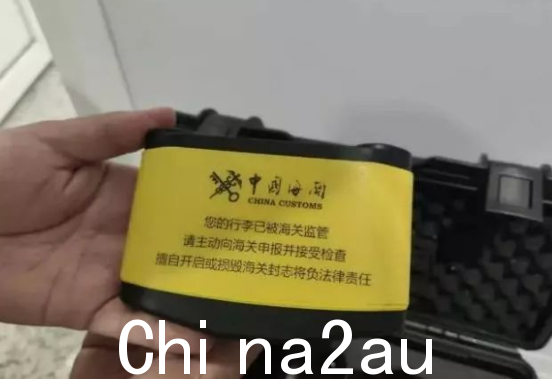 中国海关
CHINA CUSTOMS
您的行李已被海关监管
请主动向海关申报并接受检查
擅自开启或损毁海关封志将负法律责任
Chi na2au